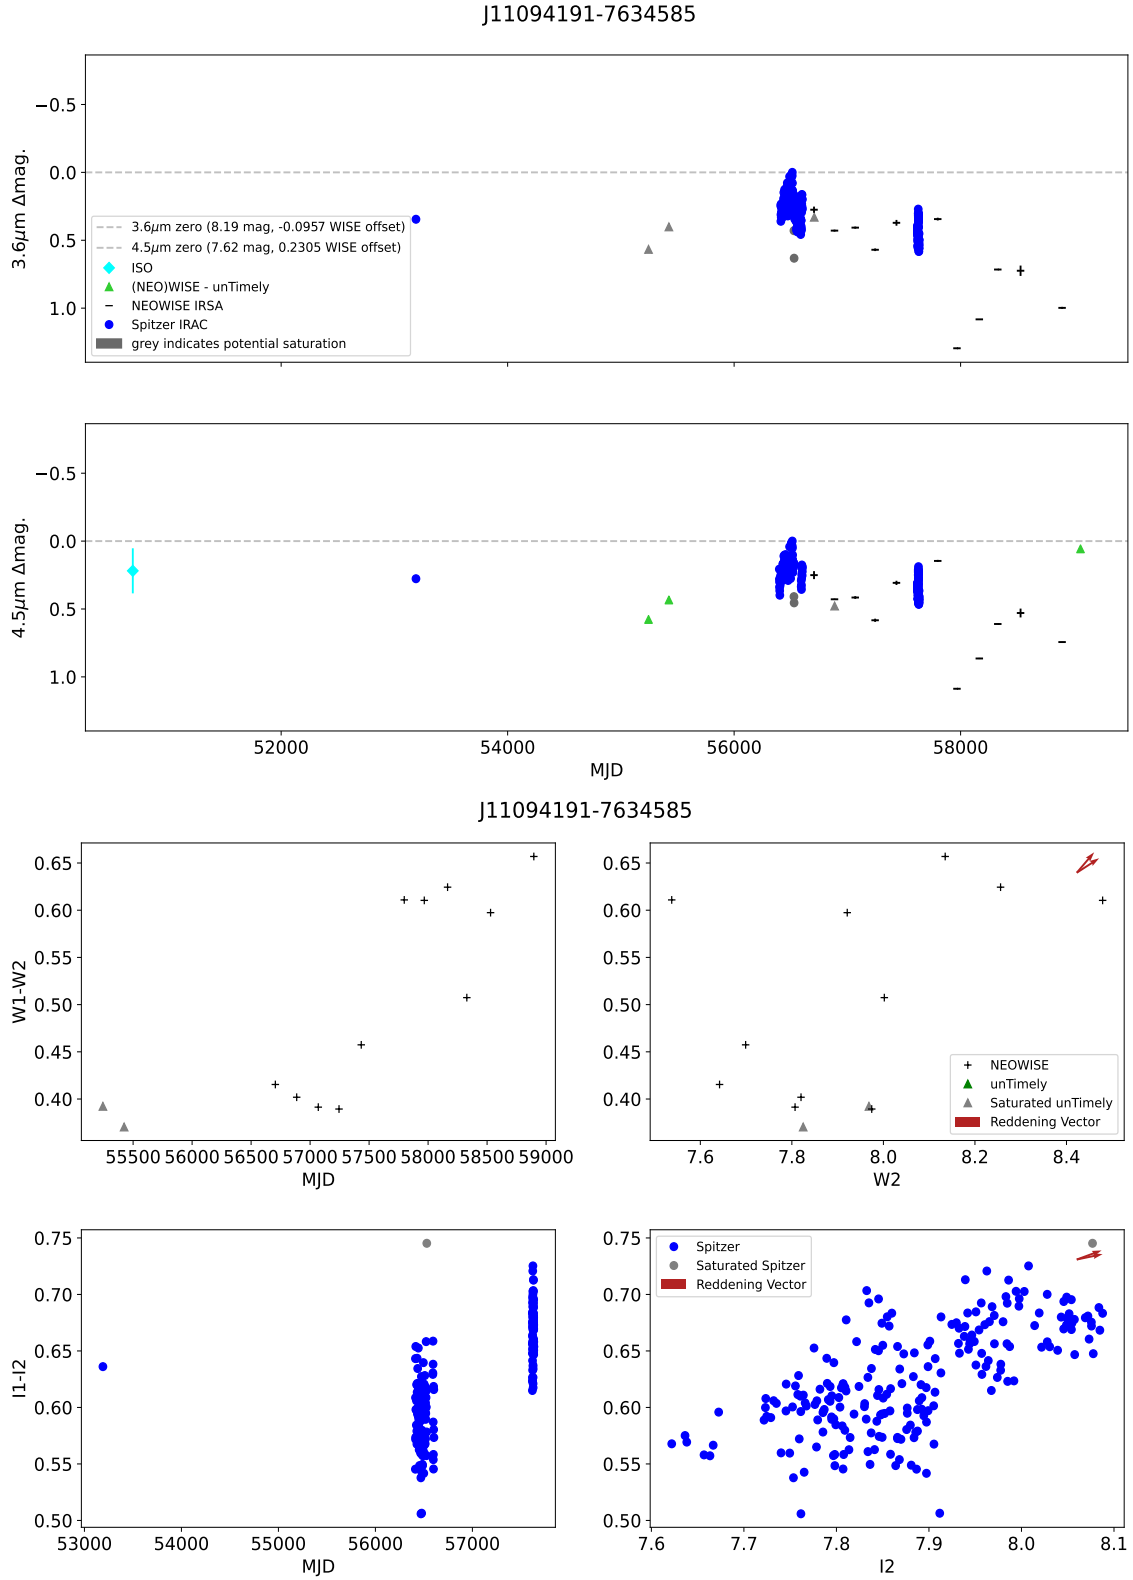 J11094191-7634585
−0.5
0.0
0.5
1.0
3.6μm Δmag.
3.6μm zero (8.19 mag, -0.0957 WISE offset)
4.5μm zero (7.62 mag, 0.2305 WISE offset)
ISO
(NEO)WISE - unTimely
NEOWISE IRSA
Spitzer IRAC
grey indicates potential saturation
−0.5
0.0
0.5
1.0
4.5μm Δmag.
52000 54000 56000 58000
MJD
J11094191-7634585
0.65
0.60
0.55
0.50
0.45
0.40
W1-W2
55500 56000 56500 57000 57500 58000 58500 59000
MJD
0.65
0.60
0.55
0.50
0.45
0.40
NEOWISE
unTimely
Saturated unTimely
Reddening Vector
7.6 7.8 8.0 8.2 8.4
W2
0.75
0.70
0.65
0.60
0.55
0.50
I1-I2
53000 54000 55000 56000 57000
MJD
0.75
0.70
0.65
0.60
0.55
0.50
Spitzer
Saturated Spitzer
Reddening Vector
7.6 7.7 7.8 7.9 8.0 8.1
I2